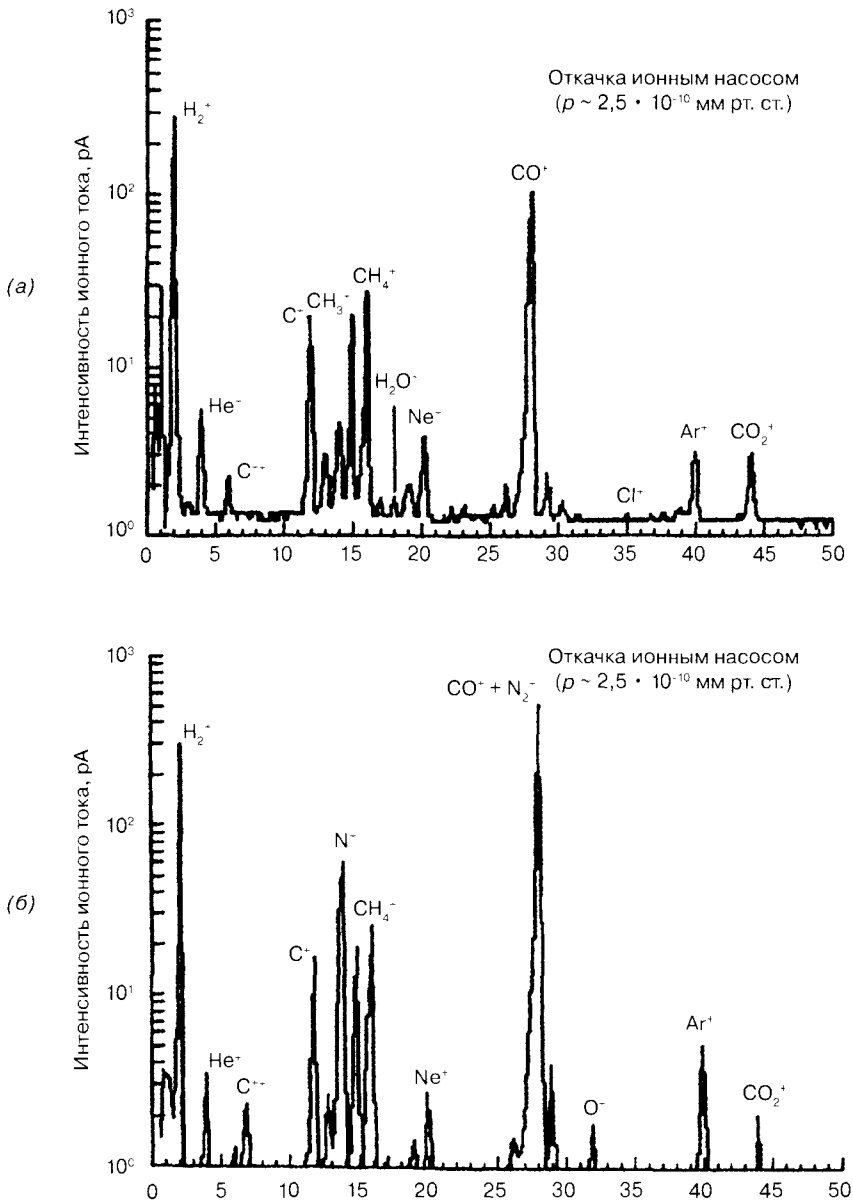 10³
Откачка ионным насосом
(p ~ 2,5 · 10⁻¹⁰ мм рт. ст.)
H₂⁺
CO⁺
10²
Интенсивность ионного тока, pA
(а)
CH₄⁺
C⁺ CH₃⁻
10¹
H₂O⁻
He⁻
Ne⁻
Ar⁺
CO₂⁺
C⁻⁺
Cl⁺
10⁰
0 5 10 15 20 25 30 35 40 45 50
10³
Откачка ионным насосом
(p ~ 2,5 · 10⁻¹⁰ мм рт. ст.)
CO⁺ + N₂⁻
H₂⁺
Интенсивность ионного тока, pA
10²
N⁻
(б)
CH₄⁻
C⁺
10¹
Ar⁺
He⁺
Ne⁺
C⁺⁺
CO₂⁺
O⁻
10⁰
0 5 10 15 20 25 30 35 40 45 50